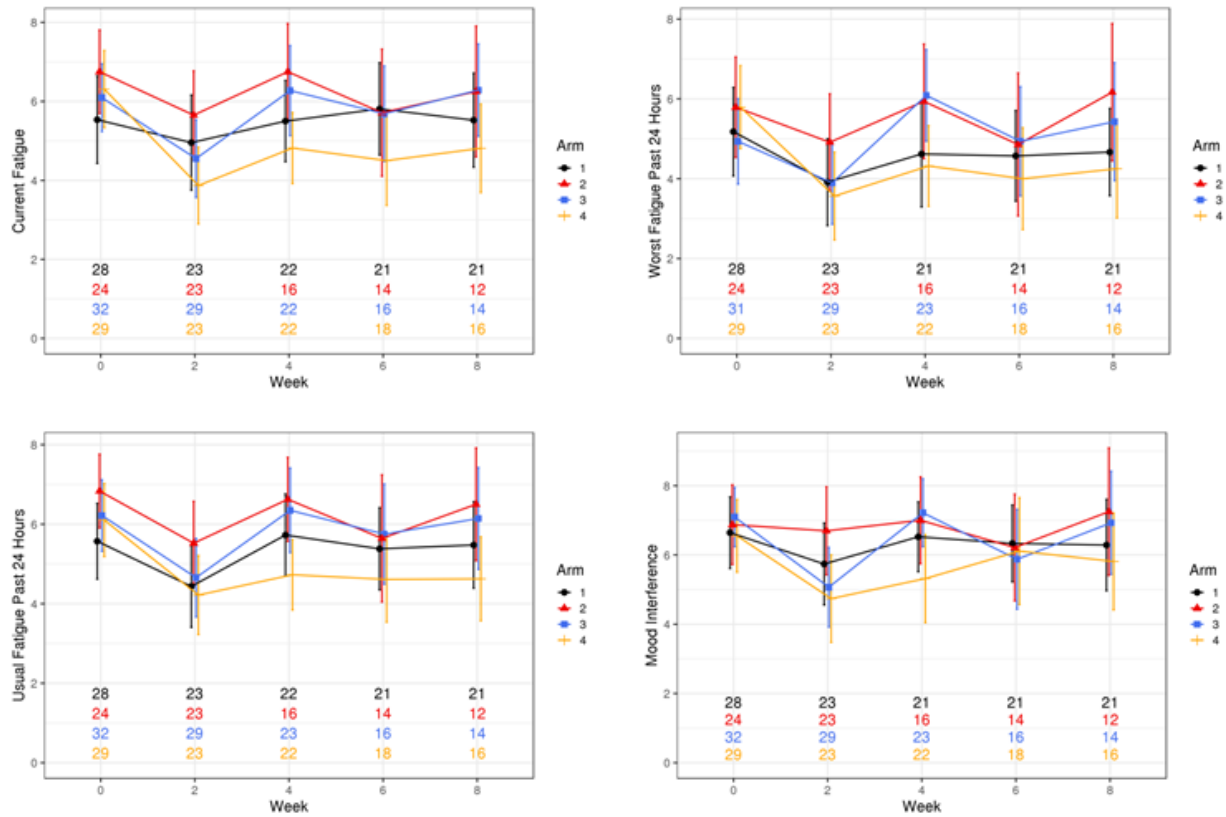 Current Fatigue
8
6
4
2
0
28 23 22 21 21
24 23 16 14 12
32 29 22 16 14
29 23 22 18 16
0 2 4 6 8
Week
Arm
1
2
3
4
Worst Fatigue Past 24 Hours
8
6
4
2
0
28 23 21 21 21
24 23 16 14 12
31 29 23 16 14
29 23 22 18 16
0 2 4 6 8
Week
Arm
1
2
3
4
Usual Fatigue Past 24 Hours
8
6
4
2
0
28 23 22 21 21
24 23 16 14 12
32 29 23 16 14
29 23 22 18 16
0 2 4 6 8
Week
Arm
1
2
3
4
Mood Interference
8
6
4
2
0
28 23 21 21 21
24 23 16 14 12
32 29 23 16 14
29 23 22 18 16
0 2 4 6 8
Week
Arm
1
2
3
4